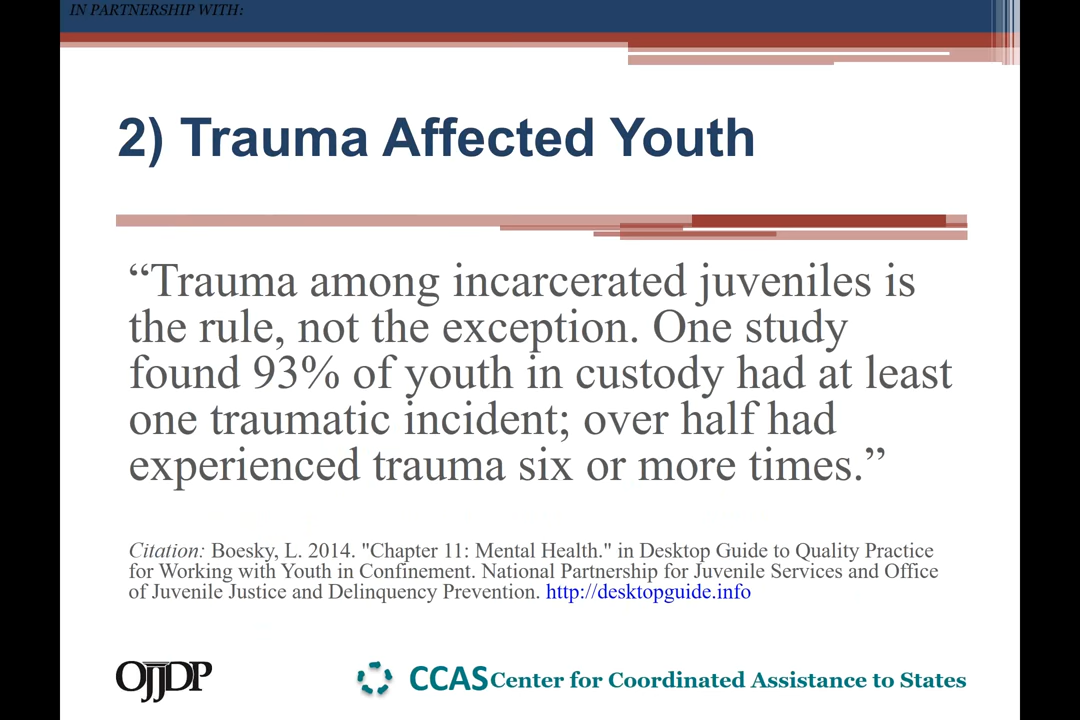 IN PARTNERSHIP WITH:
2) Trauma Affected Youth
“Trauma among incarcerated juveniles is
the rule, not the exception. One study
found 93% of youth in custody had at least
one traumatic incident; over half had
experienced trauma six or more times.”
Citation: Boesky, L. 2014. "Chapter 11: Mental Health." in Desktop Guide to Quality Practice
for Working with Youth in Confinement. National Partnership for Juvenile Services and Office
of Juvenile Justice and Delinquency Prevention. http://desktopguide.info
OJJDP
CCAS Center for Coordinated Assistance to States